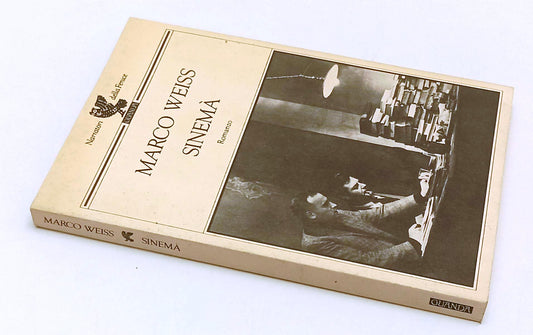 Narratori
della Fenice
MARCO WEISS
SINEMÀ
Romanzo
MARCO WEISS
SINEMÀ
GUANDA